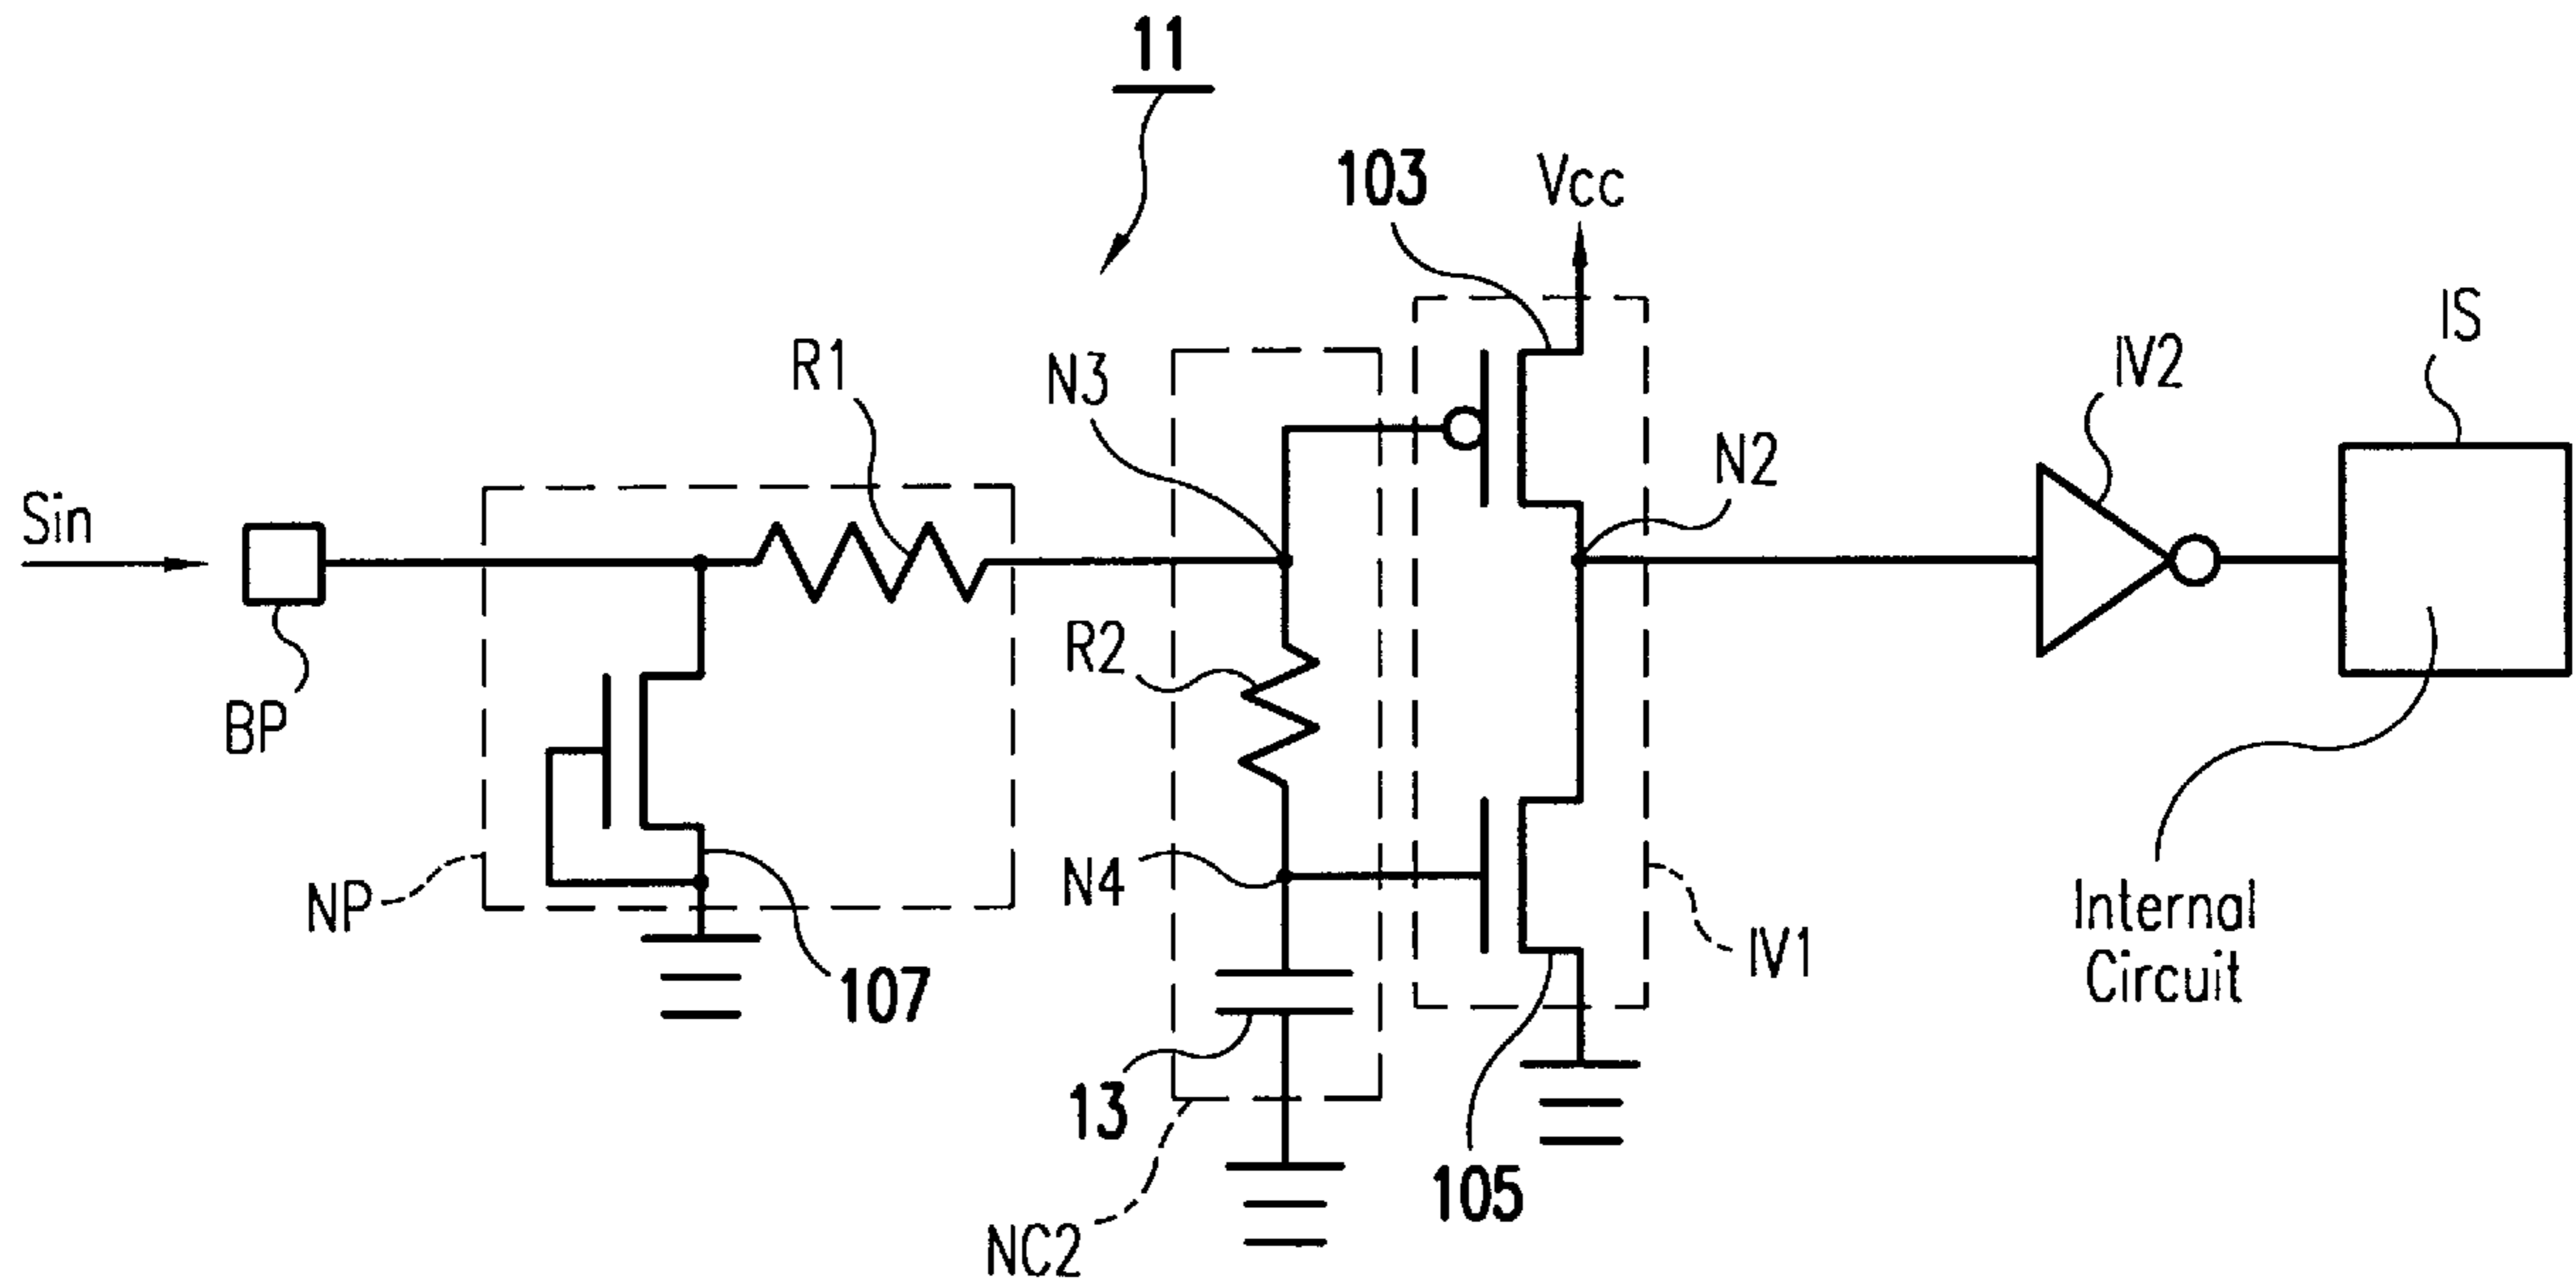 11
103
Vcc
IS
R1
N3
IV2
N2
Sin
R2
BP
NP
N4
107
IV1
Internal
Circuit
13
105
NC2